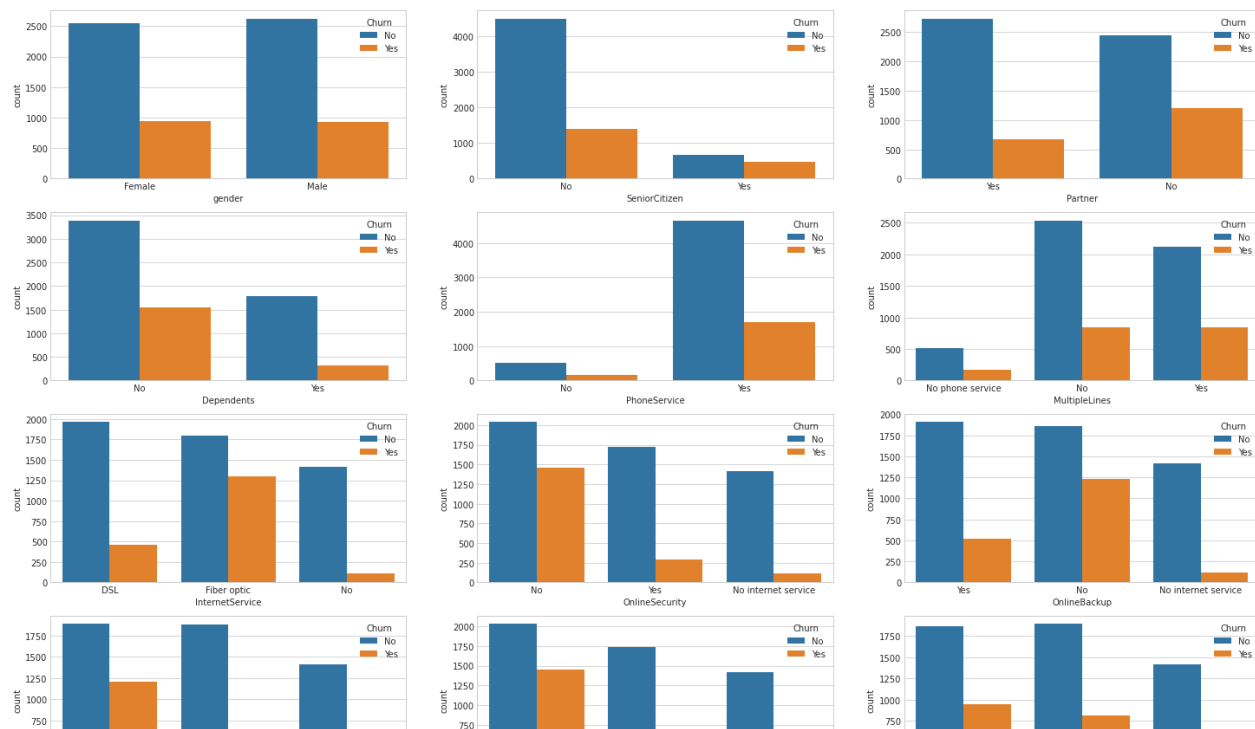 2500
2000
1500
1000
500
0
count
Churn
No
Yes
Female Male
gender
4000
3000
2000
1000
0
count
Churn
No
Yes
No Yes
SeniorCitizen
2500
2000
1500
1000
500
0
count
Churn
No
Yes
Yes No
Partner
3500
3000
2500
2000
1500
1000
500
0
count
Churn
No
Yes
No Yes
Dependents
4000
3000
2000
1000
0
count
Churn
No
Yes
No Yes
PhoneService
2500
2000
1500
1000
500
0
count
Churn
No
Yes
No phone service No Yes
MultipleLines
2000
1750
1500
1250
1000
750
500
250
0
count
Churn
No
Yes
DSL Fiber optic No
InternetService
2000
1750
1500
1250
1000
750
500
250
0
count
Churn
No
Yes
No Yes No internet service
OnlineSecurity
2000
1750
1500
1250
1000
750
500
250
0
count
Churn
No
Yes
Yes No No internet service
OnlineBackup
1750
1500
1250
1000
750
count
Churn
No
Yes
2000
1750
1500
1250
1000
750
count
Churn
No
Yes
1750
1500
1250
1000
750
count
Churn
No
Yes